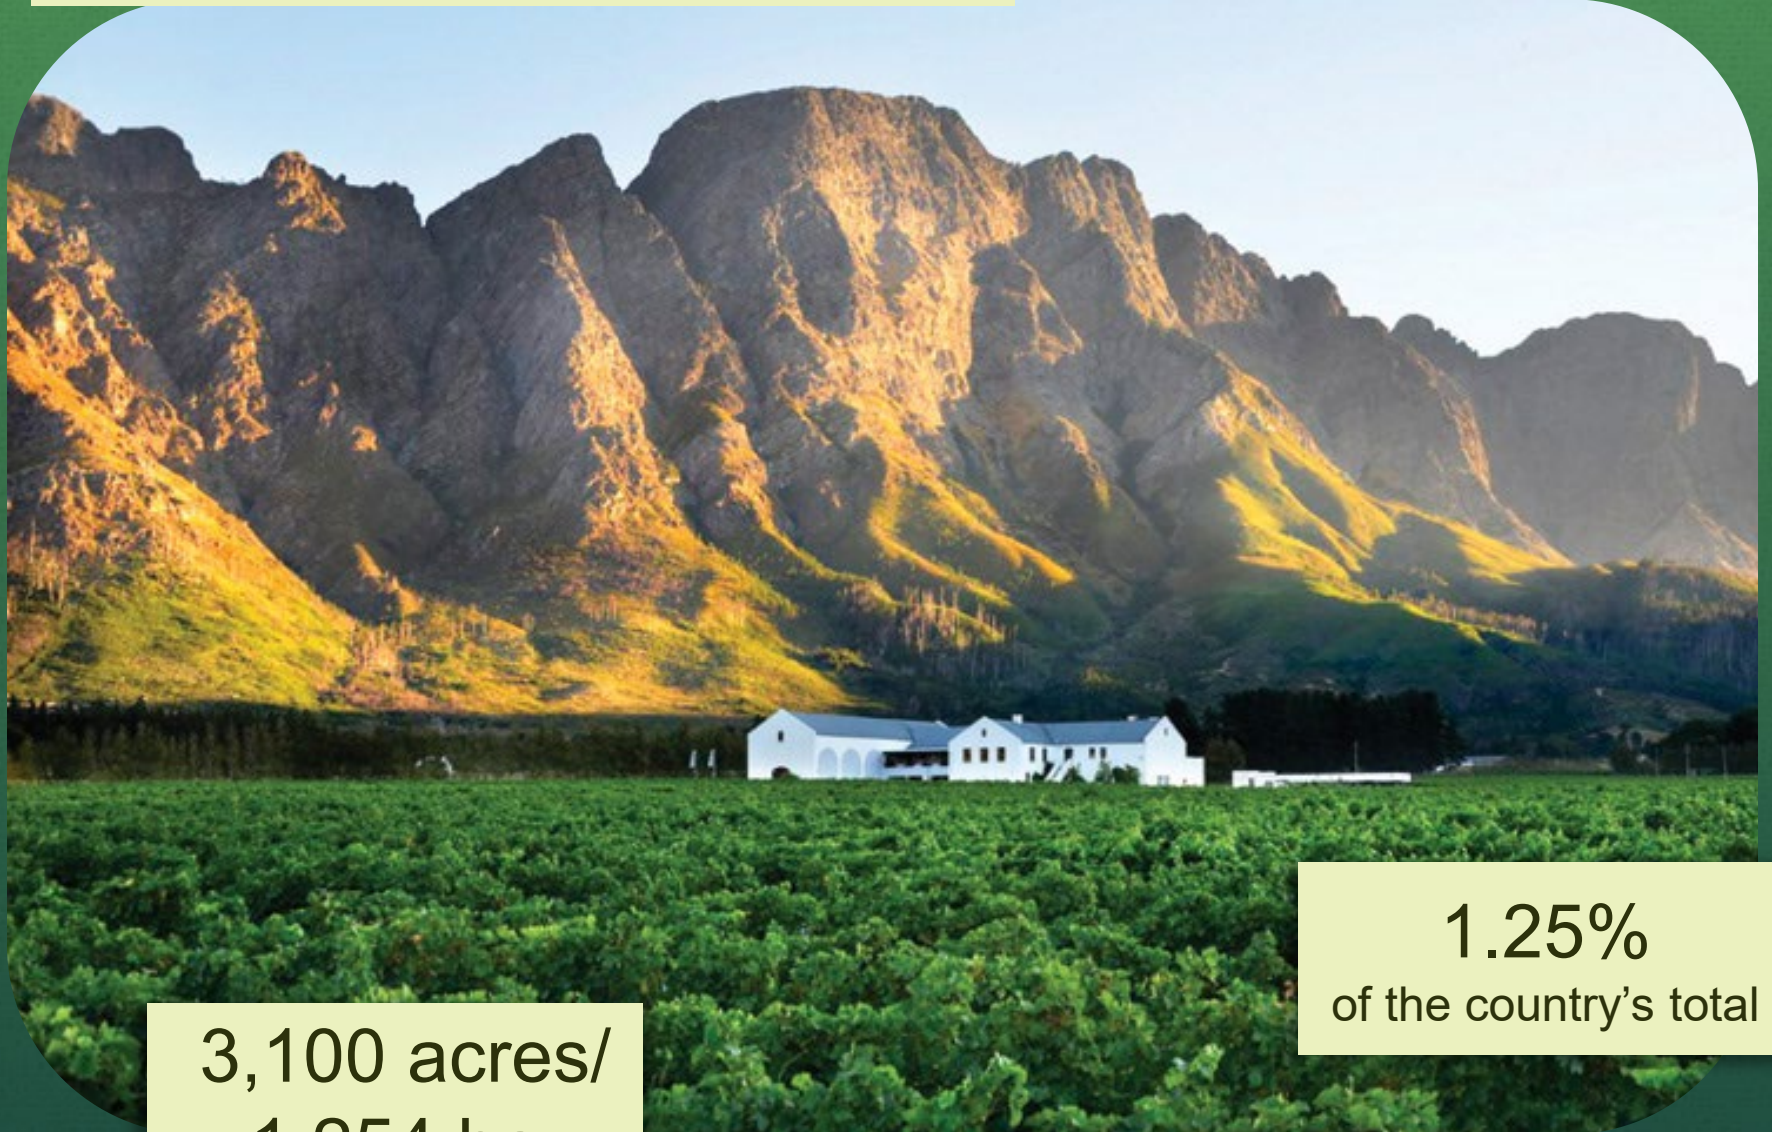 1.25%
of the country’s total
3,100 acres/